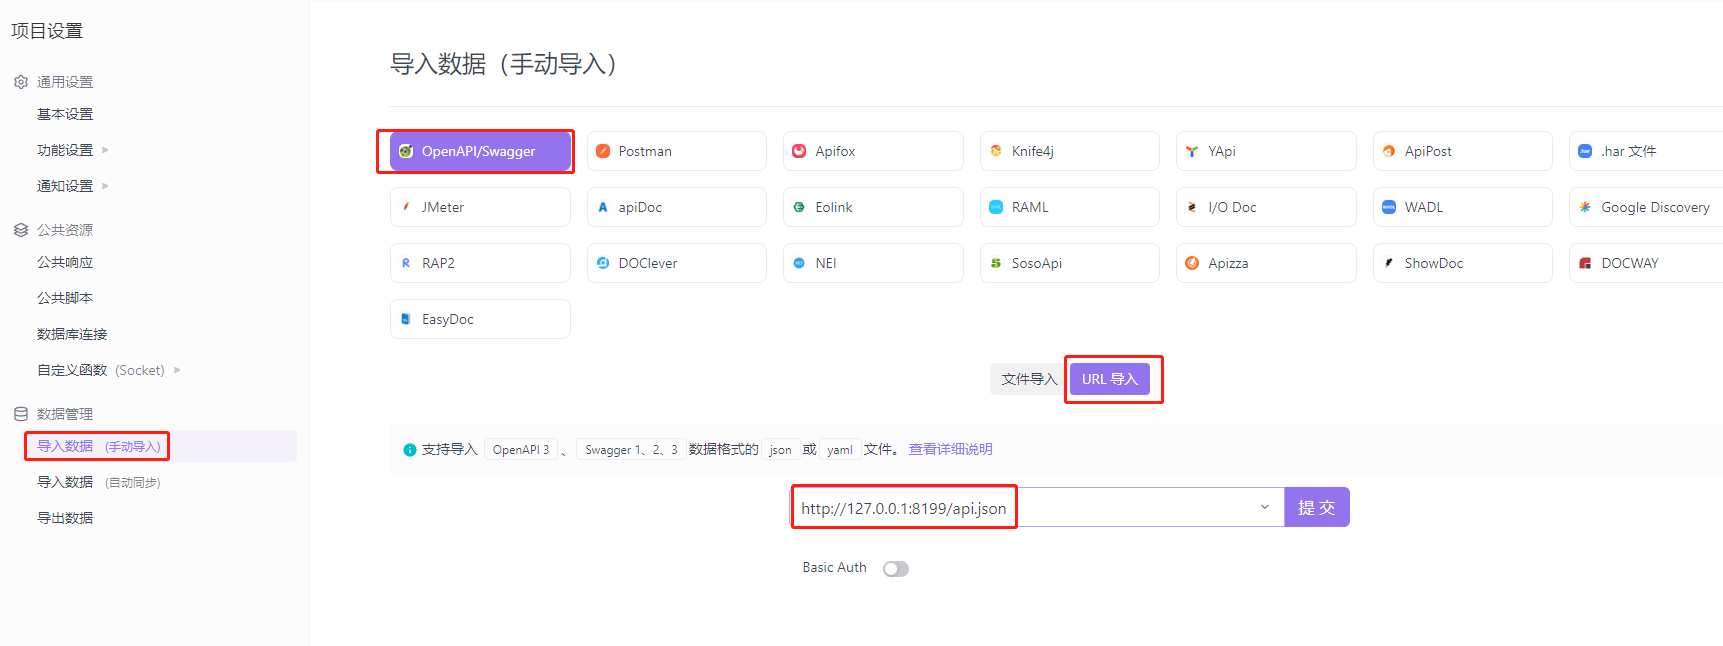 项目设置
通用设置
基本设置
功能设置
通知设置
公共资源
公共响应
公共脚本
数据库连接
自定义函数 (Socket)
数据管理
导入数据 (手动导入)
导入数据 (自动同步)
导出数据
导入数据（手动导入）
OpenAPI/Swagger Postman Apifox Knife4j YApi ApiPost .har 文件
JMeter apiDoc Eolink RAML I/O Doc WADL Google Discovery
RAP2 DOClever NEI SosoApi Apizza ShowDoc DOCWAY
EasyDoc
文件导入 URL 导入
支持导入 OpenAPI 3 、 Swagger 1、2、3 数据格式的 json 或 yaml 文件。 查看详细说明
http://127.0.0.1:8199/api.json 提交
Basic Auth